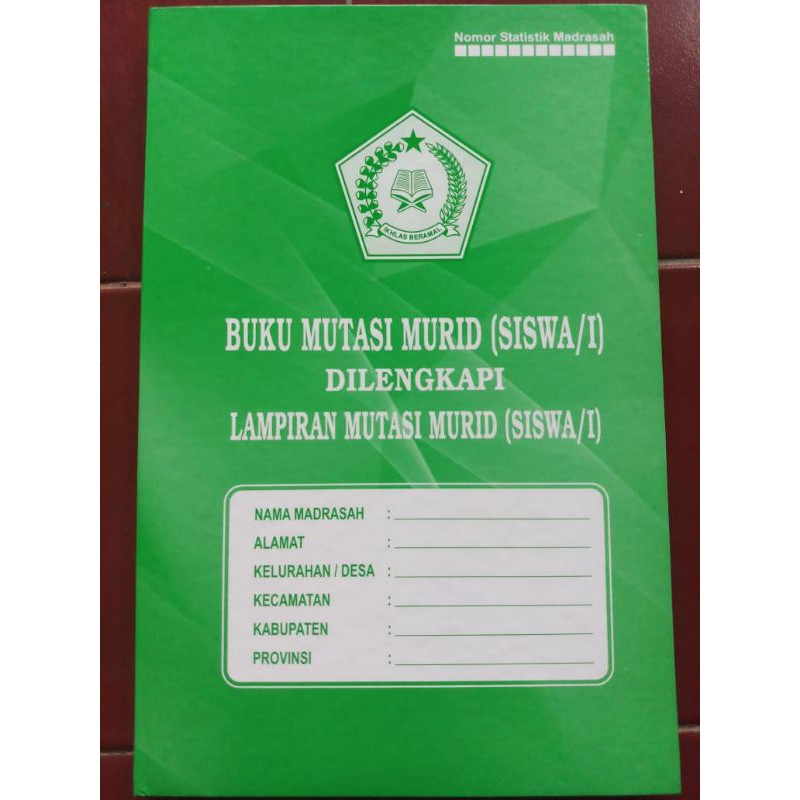 Nomor Statistik Madrasah
IKHLAS BERAMAL
BUKU MUTASI MURID (SISWA/I)
DILENGKAPI
LAMPIRAN MUTASI MURID (SISWA/I)
NAMA MADRASAH :
ALAMAT :
KELURAHAN / DESA :
KECAMATAN :
KABUPATEN :
PROVINSI :